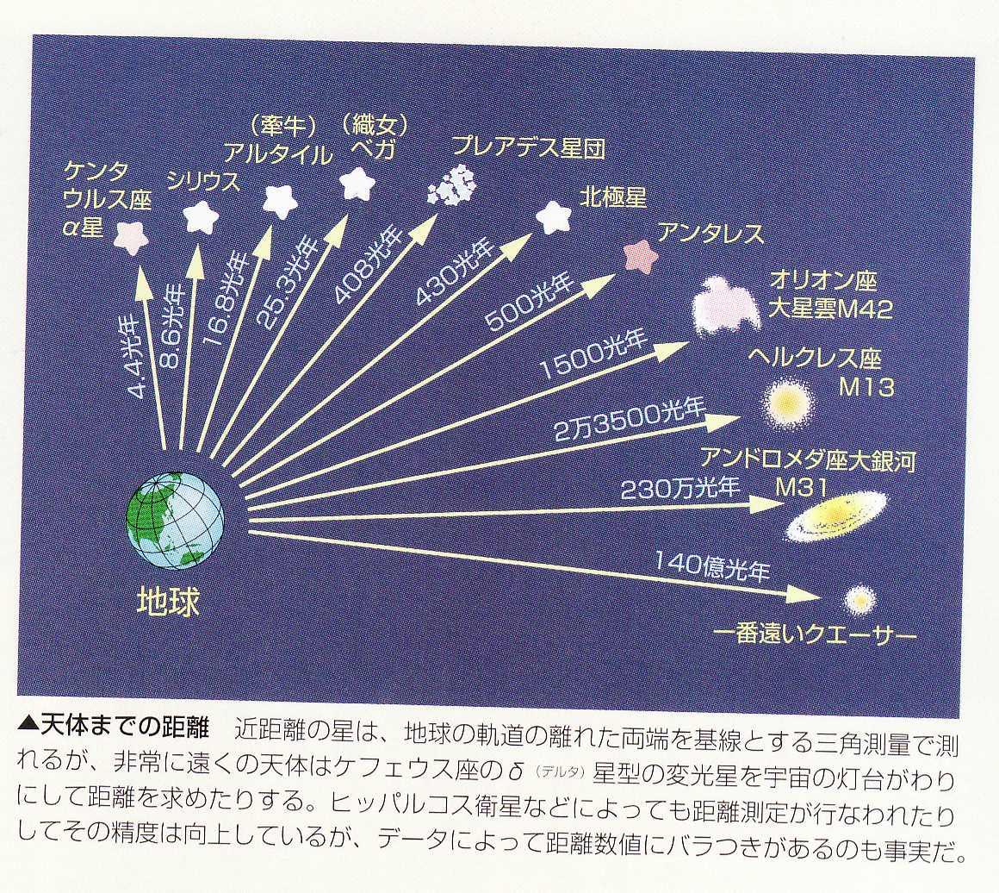 ケンタ
ウルス座
α星
シリウス
(牽牛)
アルタイル
(織女)
ベガ
プレアデス星団
北極星
アンタレス
オリオン座
大星雲M42
ヘルクレス座
M13
アンドロメダ座大銀河
M31
一番遠いクエーサー
4.4光年
8.6光年
16.8光年
25.3光年
408光年
430光年
500光年
1500光年
2万3500光年
230万光年
140億光年
地球
▲天体までの距離 近距離の星は、地球の軌道の離れた両端を基線とする三角測量で測
れるが、非常に遠くの天体はケフェウス座のδ(デルタ)星型の変光星を宇宙の灯台がわり
にして距離を求めたりする。ヒッパルコス衛星などによっても距離測定が行なわれたり
してその精度は向上しているが、データによって距離数値にバラつきがあるのも事実だ。